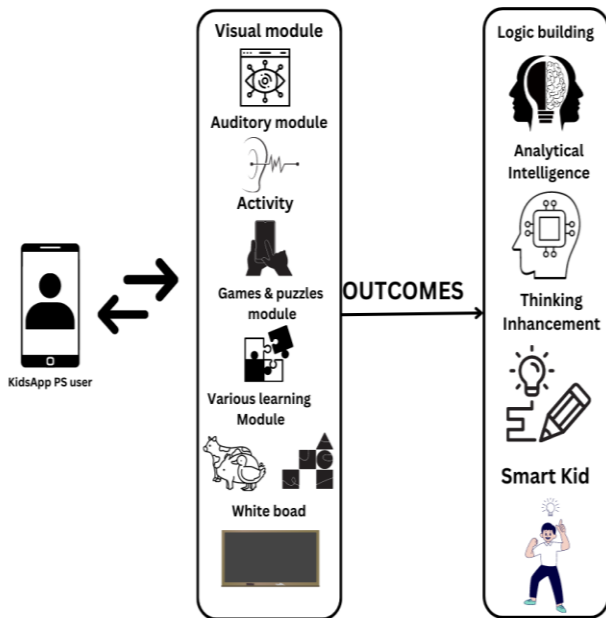 KidsApp PS user
Visual module
Auditory module
Activity
Games & puzzles
module
Various learning
Module
White boad
OUTCOMES
Logic building
Analytical
Intelligence
Thinking
Inhancement
Smart Kid